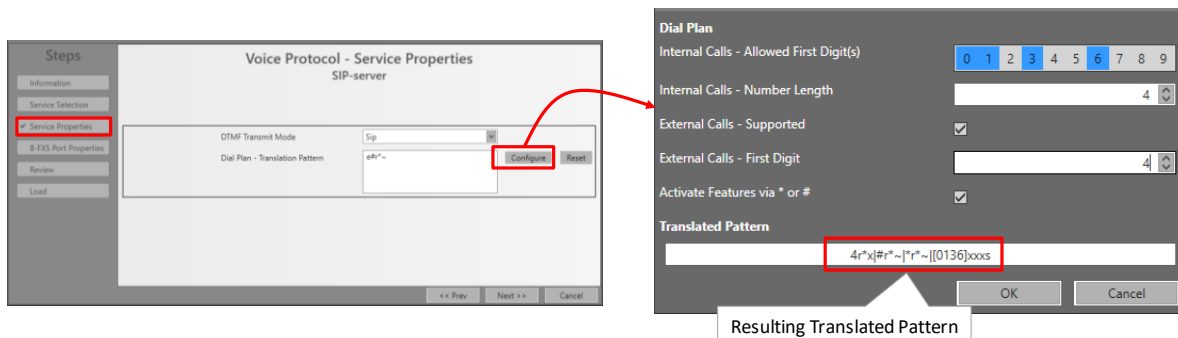 Steps
Information
Service Selection
Service Properties
B-FXS Port Properties
Review
Load
Voice Protocol - Service Properties
SIP-server
DTMF Transmit Mode
Sip
Dial Plan - Translation Pattern
e#r*~
Configure
Reset
<< Prev
Next >>
Cancel
Dial Plan
Internal Calls - Allowed First Digit(s)
0 1 2 3 4 5 6 7 8 9
Internal Calls - Number Length
4
External Calls - Supported
External Calls - First Digit
4
Activate Features via * or #
Translated Pattern
4r*x|#r*~|*r*~|[0136]xxxs
OK
Cancel
Resulting Translated Pattern